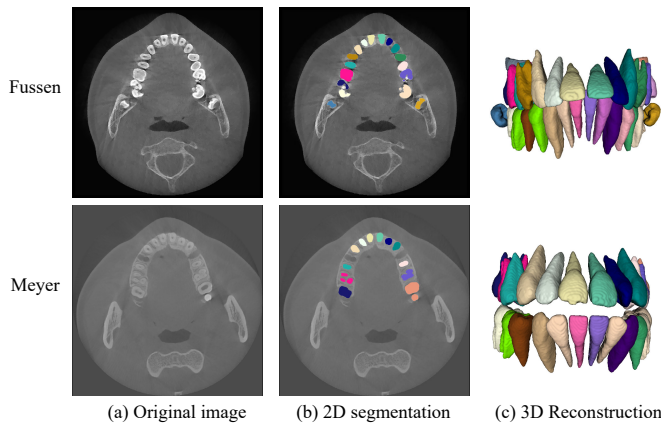 Fussen
Meyer
(a) Original image (b) 2D segmentation (c) 3D Reconstruction